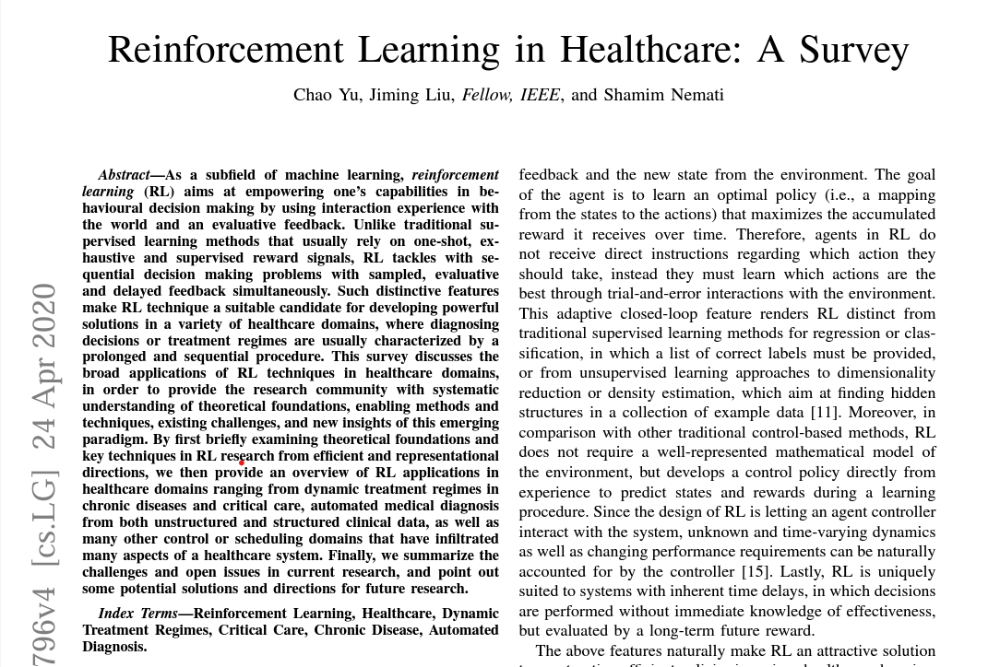 Reinforcement Learning in Healthcare: A Survey
Chao Yu, Jiming Liu, Fellow, IEEE, and Shamim Nemati
Abstract—As a subfield of machine learning, reinforcement
learning (RL) aims at empowering one's capabilities in be-
havioural decision making by using interaction experience with
the world and an evaluative feedback. Unlike traditional su-
pervised learning methods that usually rely on one-shot, ex-
haustive and supervised reward signals, RL tackles with se-
quential decision making problems with sampled, evaluative
and delayed feedback simultaneously. Such distinctive features
make RL technique a suitable candidate for developing powerful
solutions in a variety of healthcare domains, where diagnosing
decisions or treatment regimes are usually characterized by a
prolonged and sequential procedure. This survey discusses the
broad applications of RL techniques in healthcare domains,
in order to provide the research community with systematic
understanding of theoretical foundations, enabling methods and
techniques, existing challenges, and new insights of this emerging
paradigm. By first briefly examining theoretical foundations and
key techniques in RL research from efficient and representational
directions, we then provide an overview of RL applications in
healthcare domains ranging from dynamic treatment regimes in
chronic diseases and critical care, automated medical diagnosis
from both unstructured and structured clinical data, as well as
many other control or scheduling domains that have infiltrated
many aspects of a healthcare system. Finally, we summarize the
challenges and open issues in current research, and point out
some potential solutions and directions for future research.
Index Terms—Reinforcement Learning, Healthcare, Dynamic
Treatment Regimes, Critical Care, Chronic Disease, Automated
Diagnosis.
feedback and the new state from the environment. The goal
of the agent is to learn an optimal policy (i.e., a mapping
from the states to the actions) that maximizes the accumulated
reward it receives over time. Therefore, agents in RL do
not receive direct instructions regarding which action they
should take, instead they must learn which actions are the
best through trial-and-error interactions with the environment.
This adaptive closed-loop feature renders RL distinct from
traditional supervised learning methods for regression or clas-
sification, in which a list of correct labels must be provided,
or from unsupervised learning approaches to dimensionality
reduction or density estimation, which aim at finding hidden
structures in a collection of example data [11]. Moreover, in
comparison with other traditional control-based methods, RL
does not require a well-represented mathematical model of
the environment, but develops a control policy directly from
experience to predict states and rewards during a learning
procedure. Since the design of RL is letting an agent controller
interact with the system, unknown and time-varying dynamics
as well as changing performance requirements can be naturally
accounted for by the controller [15]. Lastly, RL is uniquely
suited to systems with inherent time delays, in which decisions
are performed without immediate knowledge of effectiveness,
but evaluated by a long-term future reward.
The above features naturally make RL an attractive solution
796v4 [cs.LG] 24 Apr 2020